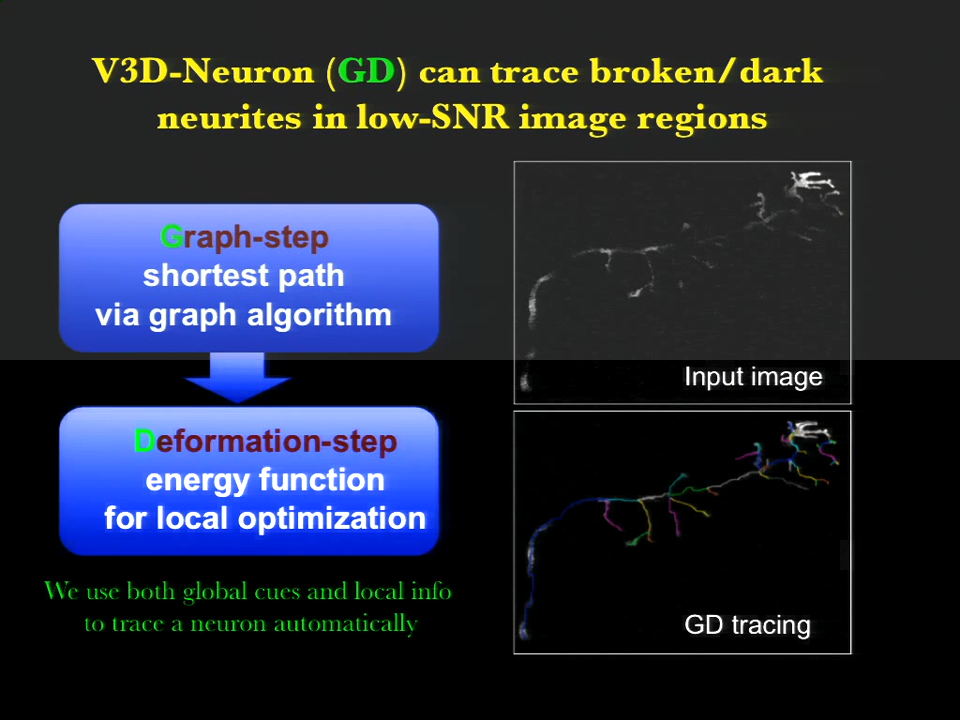 V3D-Neuron (GD) can trace broken/dark
neurites in low-SNR image regions
Graph-step
shortest path
via graph algorithm
Deformation-step
energy function
for local optimization
We use both global cues and local info
to trace a neuron automatically
Input image
GD tracing